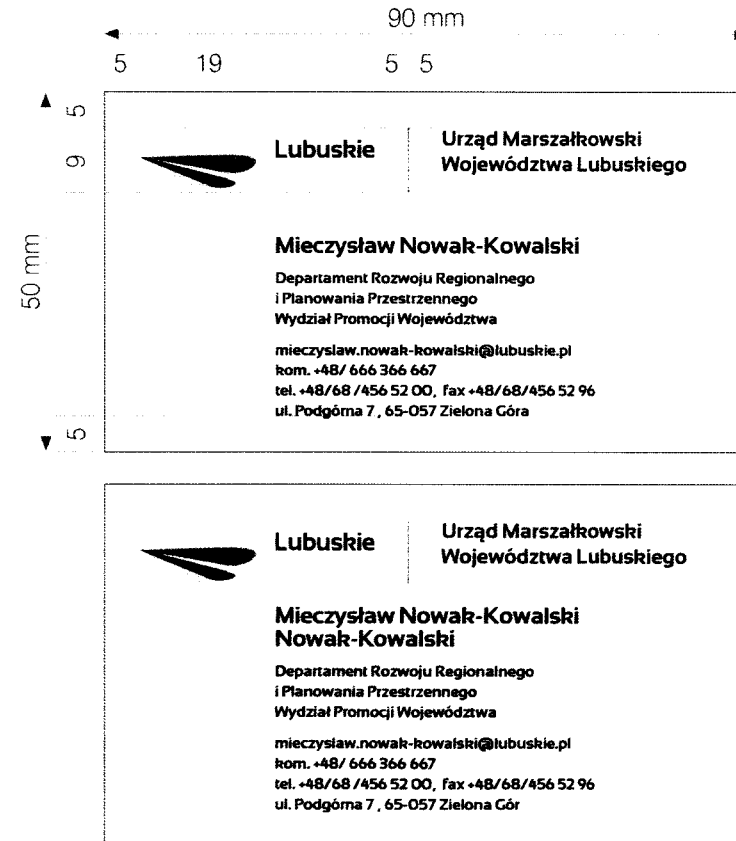 90 mm
5 19 5 5
5
9
50 mm
5
Lubuskie
Urząd Marszałkowski
Województwa Lubuskiego
Mieczysław Nowak-Kowalski
Departament Rozwoju Regionalnego
i Planowania Przestrzennego
Wydział Promocji Województwa
mieczyslaw.nowak-kowalski@lubuskie.pl
kom. +48/ 666 366 667
tel. +48/68 /456 52 00, fax +48/68/456 52 96
ul. Podgórna 7 , 65-057 Zielona Góra
Lubuskie
Urząd Marszałkowski
Województwa Lubuskiego
Mieczysław Nowak-Kowalski
Nowak-Kowalski
Departament Rozwoju Regionalnego
i Planowania Przestrzennego
Wydział Promocji Województwa
mieczyslaw.nowak-kowalski@lubuskie.pl
kom. +48/ 666 366 667
tel. +48/68 /456 52 00, fax +48/68/456 52 96
ul. Podgórna 7 , 65-057 Zielona Gór